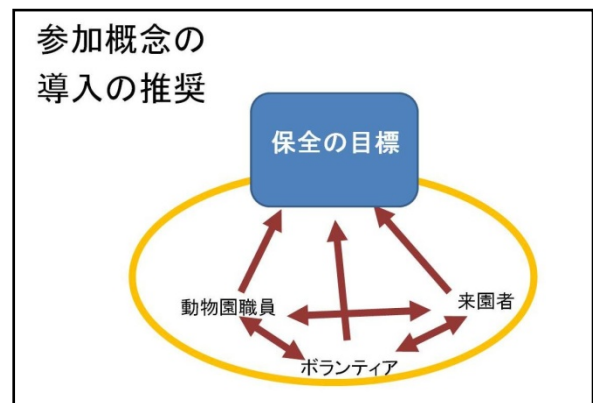 参加概念の
導入の推奨
保全の目標
動物園職員
来園者
ボランティア